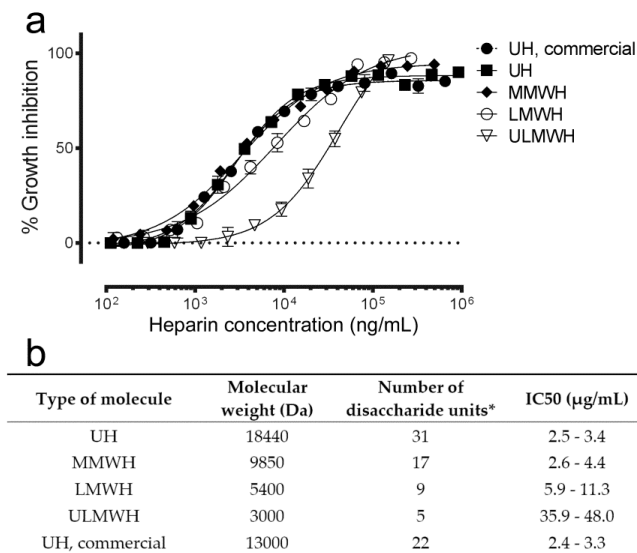 a
% Growth inhibition
100
50
0
10² 10³ 10⁴ 10⁵ 10⁶
Heparin concentration (ng/mL)
UH, commercial
UH
MMWH
LMWH
ULMWH
b
Type of molecule Molecular weight (Da) Number of disaccharide units* IC50 (µg/mL)
UH 18440 31 2.5 - 3.4
MMWH 9850 17 2.6 - 4.4
LMWH 5400 9 5.9 - 11.3
ULMWH 3000 5 35.9 - 48.0
UH, commercial 13000 22 2.4 - 3.3